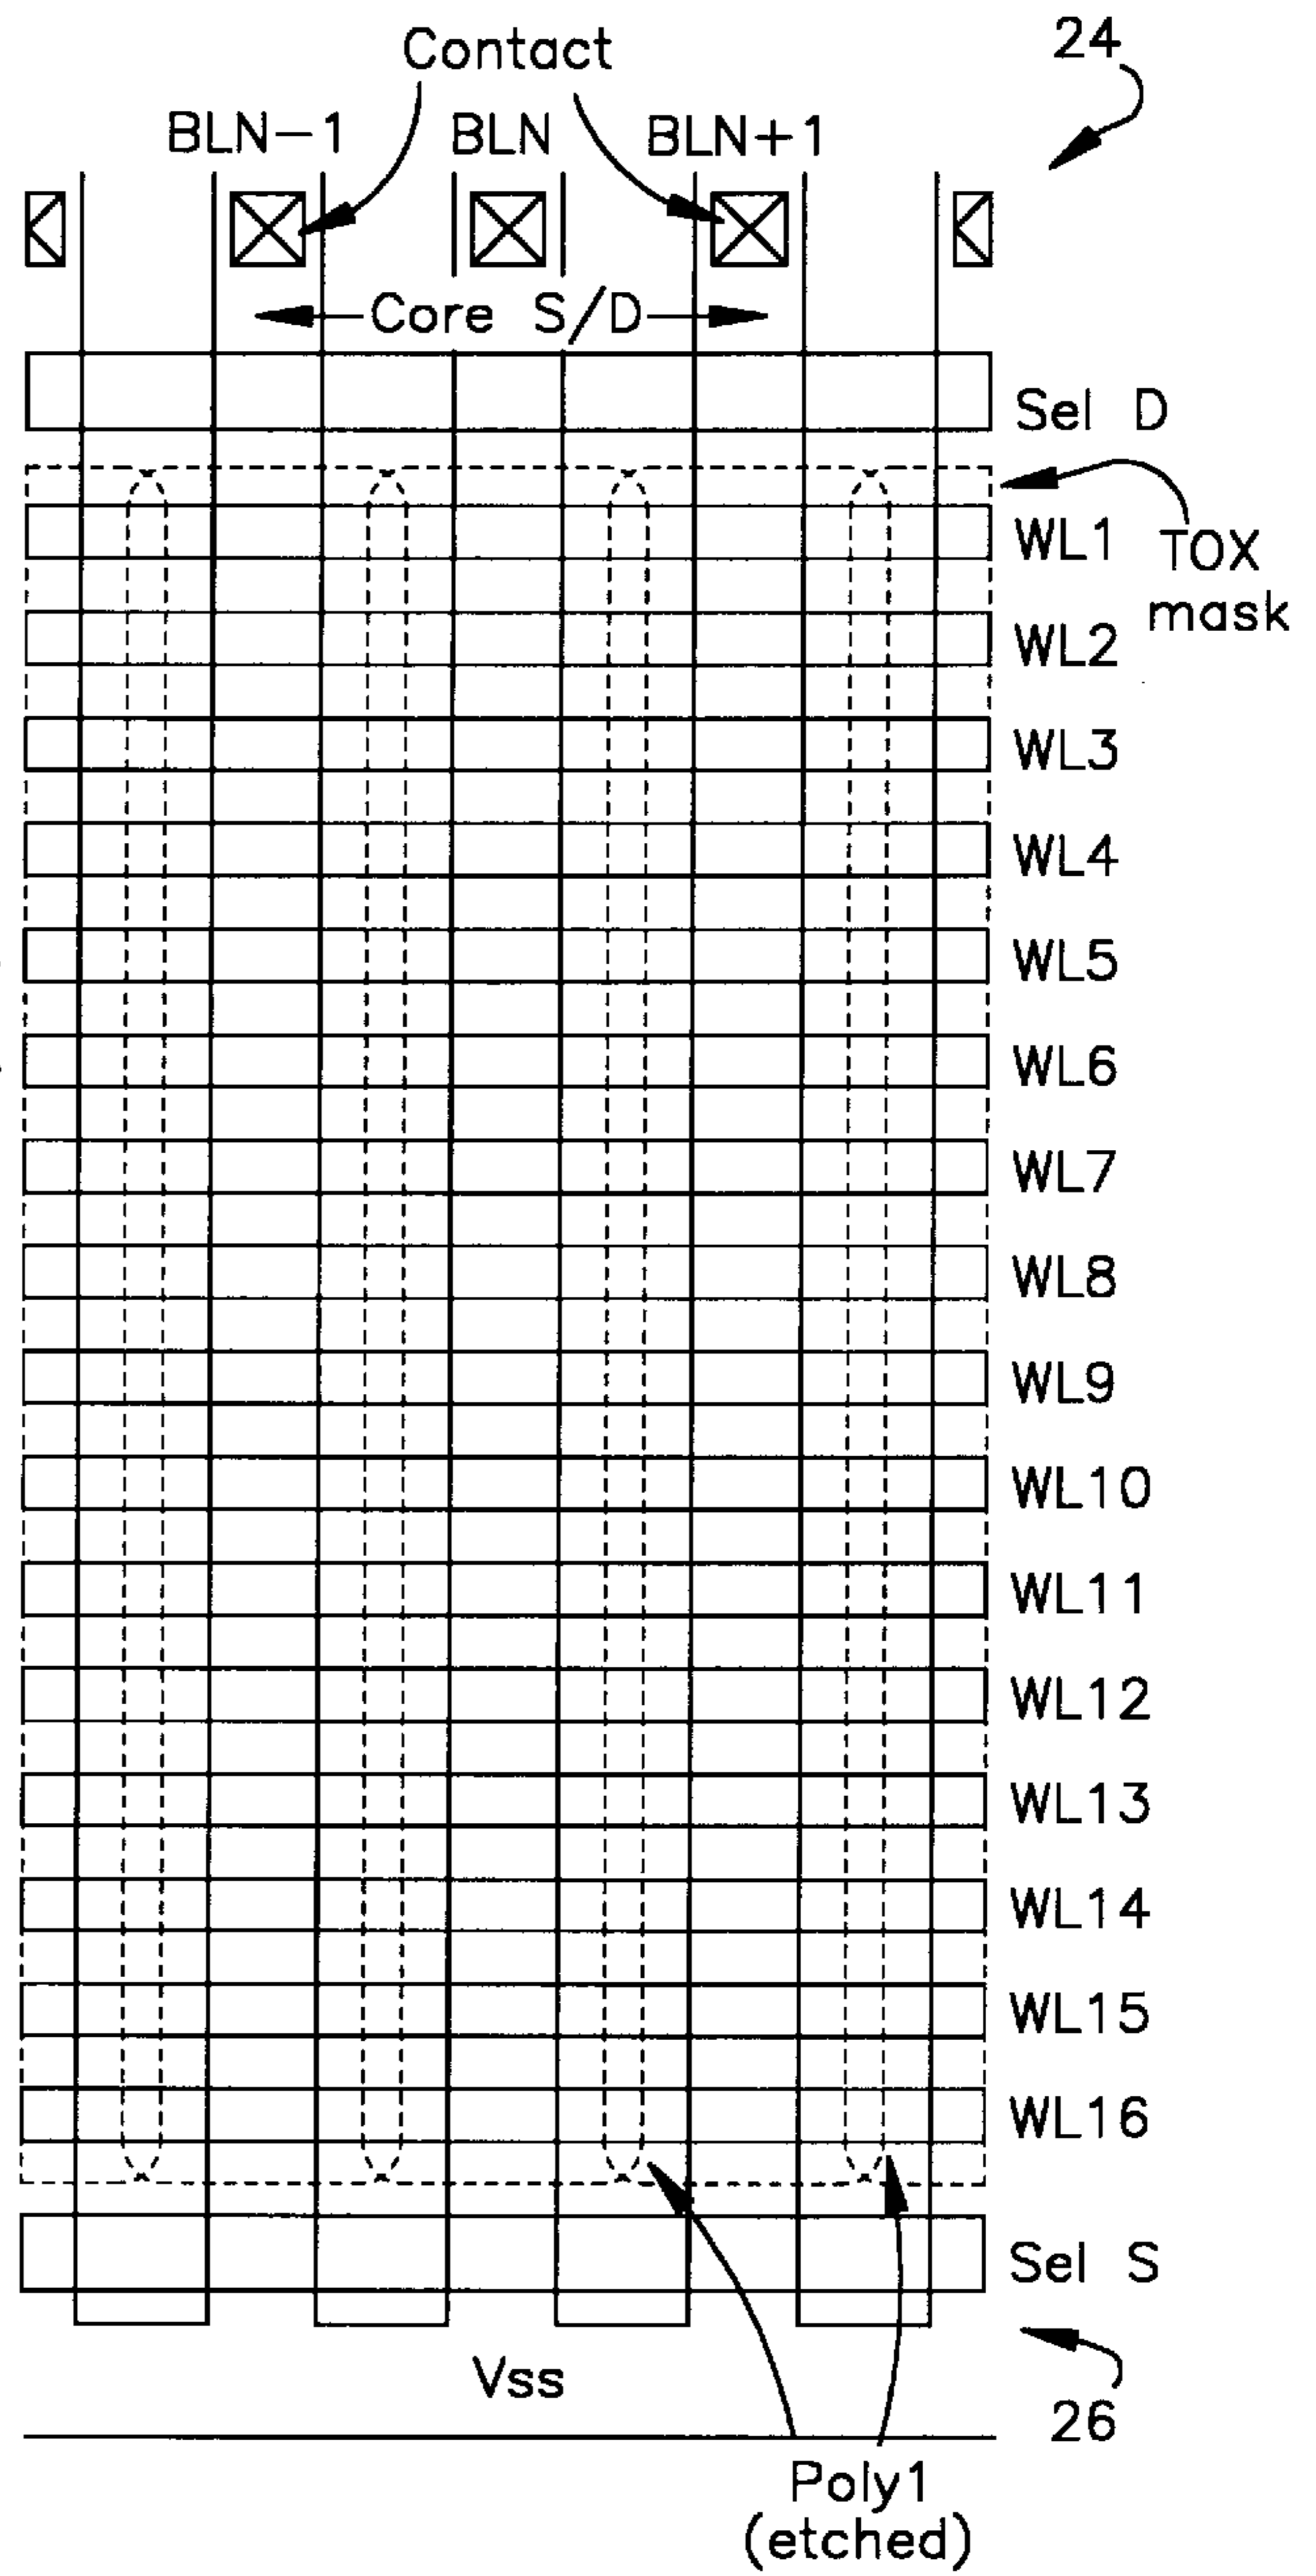 Contact
24
BLN-1 BLN BLN+1
Core S/D
Sel D
WL1
TOX
mask
WL2
WL3
WL4
WL5
WL6
WL7
WL8
WL9
WL10
WL11
WL12
WL13
WL14
WL15
WL16
Sel S
Vss
26
Poly1
(etched)